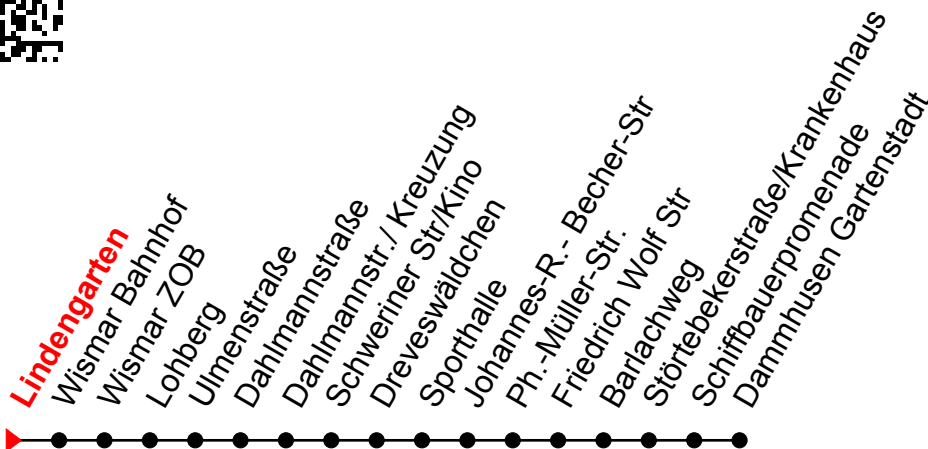 Lindengarten
Wismar Bahnhof
Wismar ZOB
Lohberg
Ulmenstraße
Dahlmannstraße
Dahlmannstr./ Kreuzung
Schweriner Str/Kino
Dreveswäldchen
Sporthalle
Johannes-R.- Becher-Str
Ph.-Müller-Str.
Friedrich Wolf Str
Barlachweg
Störtebekerstraße/Krankenhaus
Schiffbauerpromenade
Dammhusen Gartenstadt